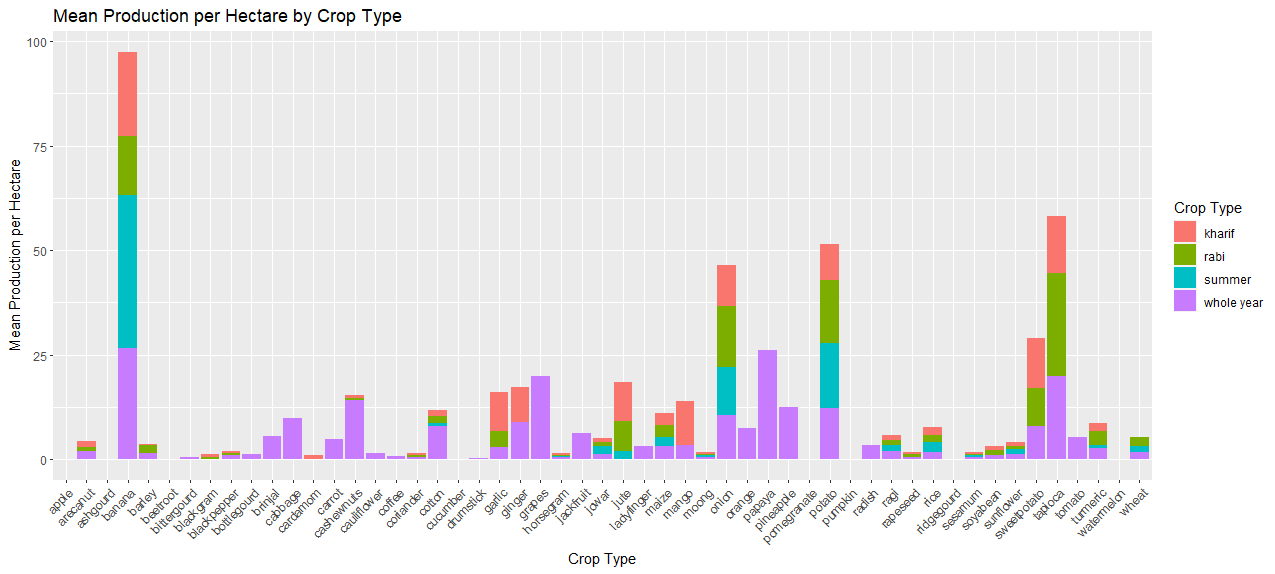 Mean Production per Hectare by Crop Type
100
75
50
25
0
Mean Production per Hectare
apple
arecanut
ashgourd
banana
barley
beetroot
bittergourd
blackgram
blackpepper
bottlegourd
brinjal
cabbage
cardamom
carrot
cashewnuts
cauliflower
coffee
coriander
cotton
cucumber
drumstick
garlic
ginger
grapes
horsegram
jackfruit
jowar
jute
ladyfinger
maize
mango
moong
onion
orange
papaya
pineapple
pomegranate
potato
pumpkin
radish
ragi
rapeseed
rice
ridgegourd
sesamum
soyabean
sunflower
sweetpotato
tapioca
tomato
turmeric
watermelon
wheat
Crop Type
Crop Type
kharif
rabi
summer
whole year